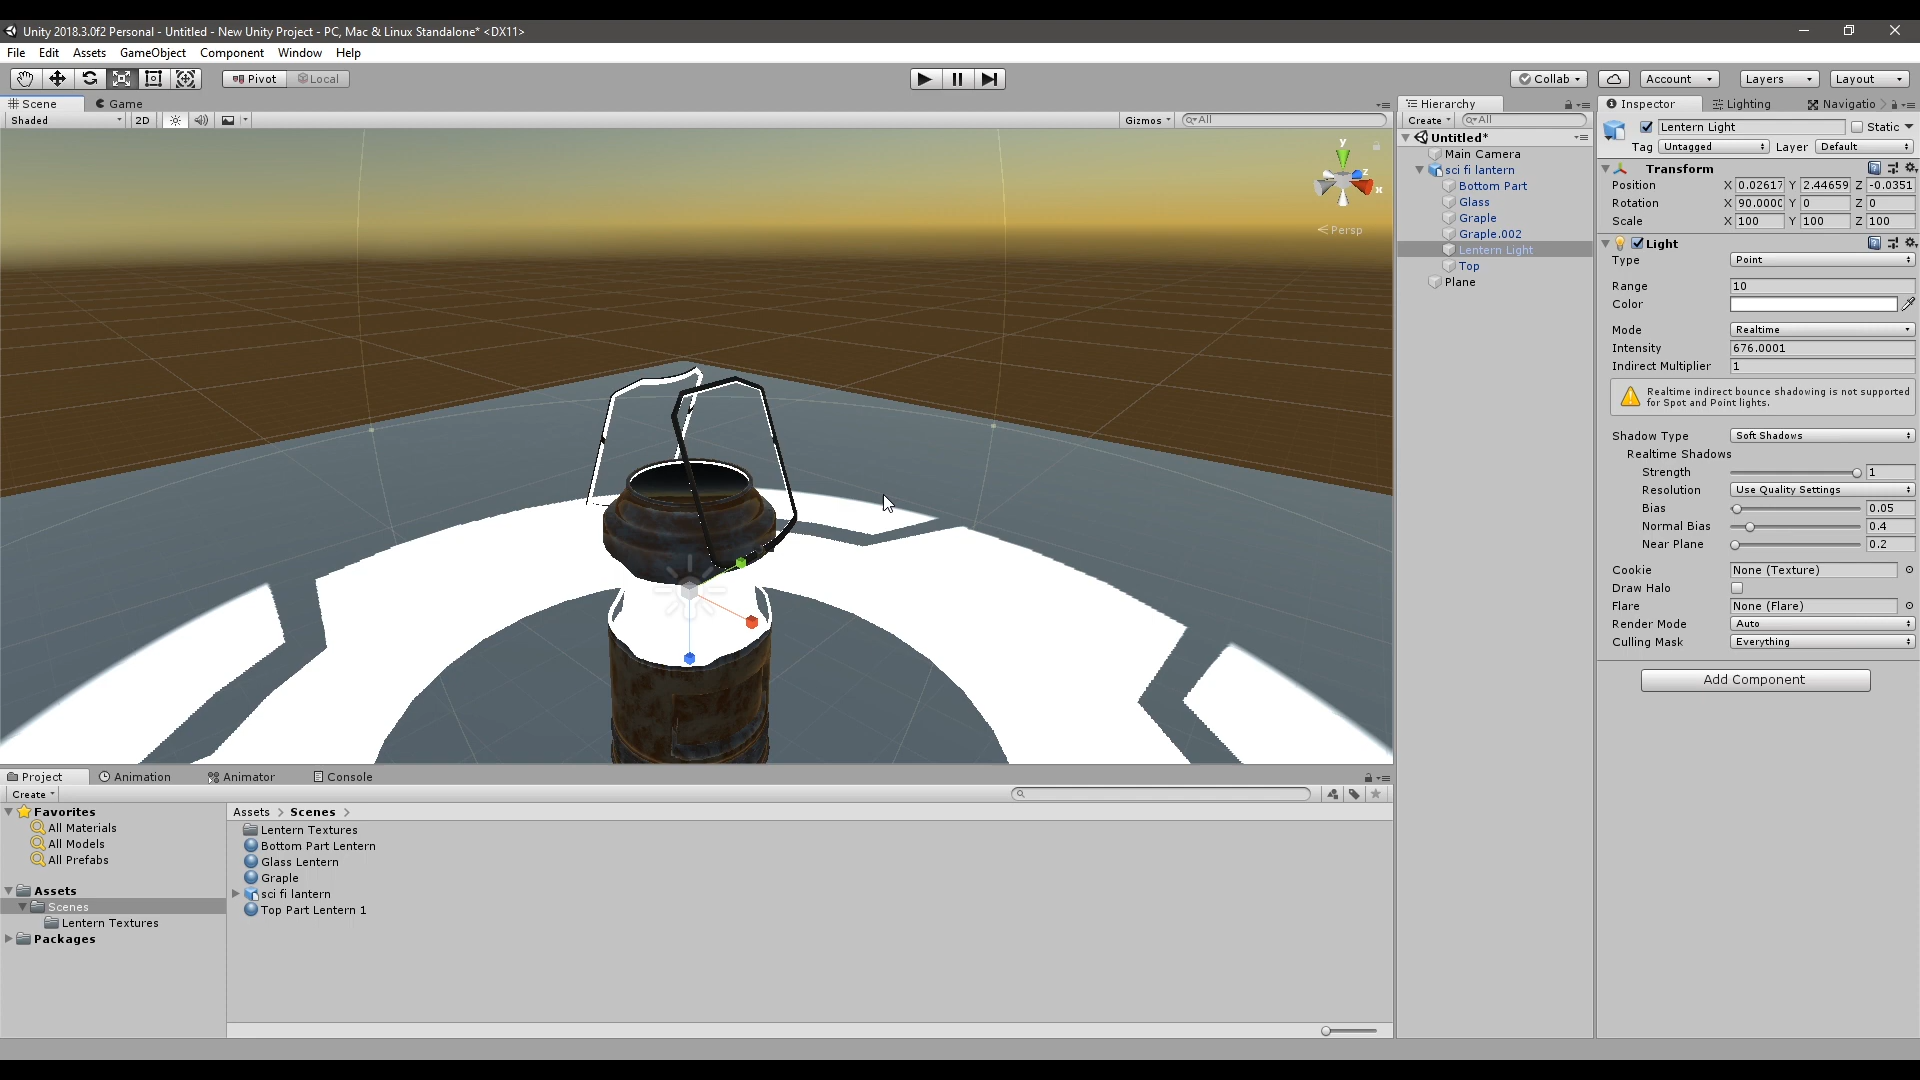 Unity 2018.3.0f2 Personal - Untitled - New Unity Project - PC, Mac & Linux Standalone* <DX11>
File Edit Assets GameObject Component Window Help
Pivot Local Collab Account Layers Layout
Scene Game
Shaded 2D Gizmos All
y
z
x
Persp
Hierarchy
Create All
Untitled*
Main Camera
sci fi lantern
Bottom Part
Glass
Graple
Graple.002
Lentern Light
Top
Plane
Inspector Lighting Navigatio
Lentern Light Static
Tag Untagged Layer Default
Transform
Position X 0.02617 Y 2.44659 Z -0.0351
Rotation X 90.000 Y 0 Z 0
Scale X 100 Y 100 Z 100
Light
Type Point
Range 10
Color
Mode Realtime
Intensity 676.0001
Indirect Multiplier 1
Realtime indirect bounce shadowing is not supported
for Spot and Point lights.
Shadow Type Soft Shadows
Realtime Shadows
Strength 1
Resolution Use Quality Settings
Bias 0.05
Normal Bias 0.4
Near Plane 0.2
Cookie None (Texture)
Draw Halo
Flare None (Flare)
Render Mode Auto
Culling Mask Everything
Add Component
Project Animation Animator Console
Create
Favorites
All Materials
All Models
All Prefabs
Assets
Scenes
Lentern Textures
Packages
Assets > Scenes >
Lentern Textures
Bottom Part Lentern
Glass Lentern
Graple
sci fi lantern
Top Part Lentern 1